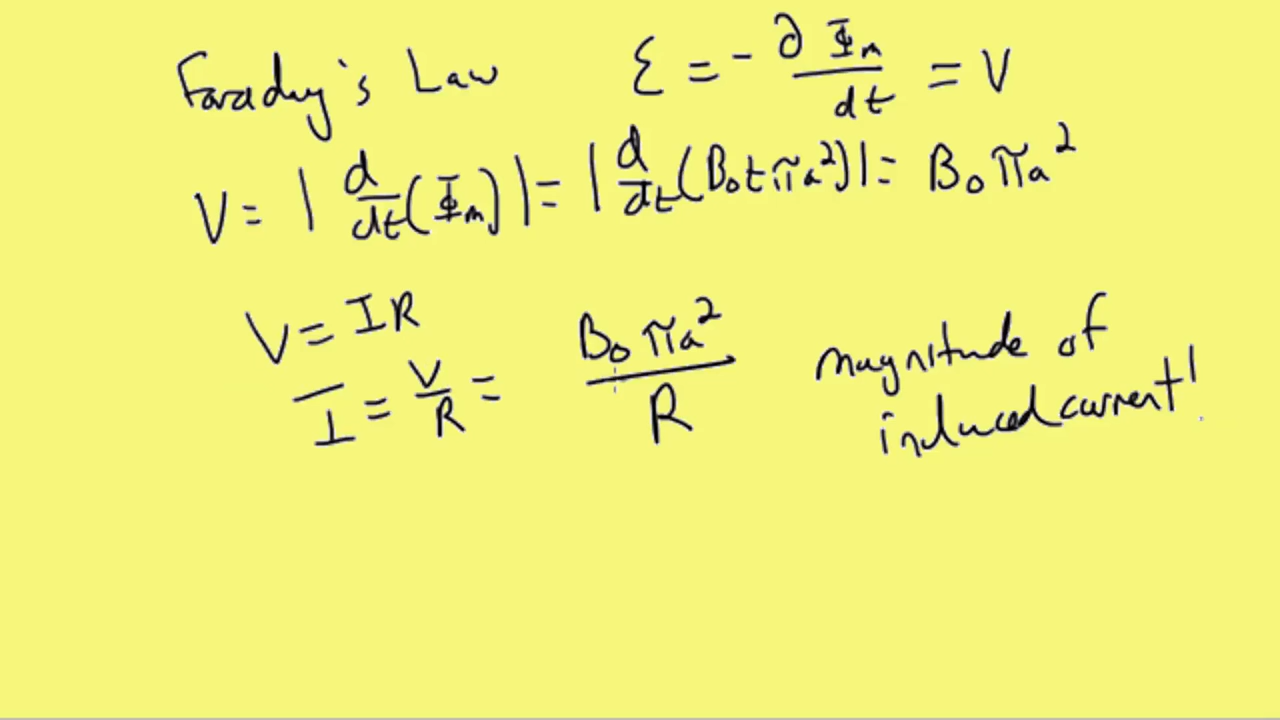 Faraday's Law ℰ = - ∂Φₘ/dt = V
V = |d/dt(Φₘ)| = |d/dt(B₀tπa²)| = B₀πa²
V = IR
I = V/R = B₀πa²/R magnitude of
induced current!